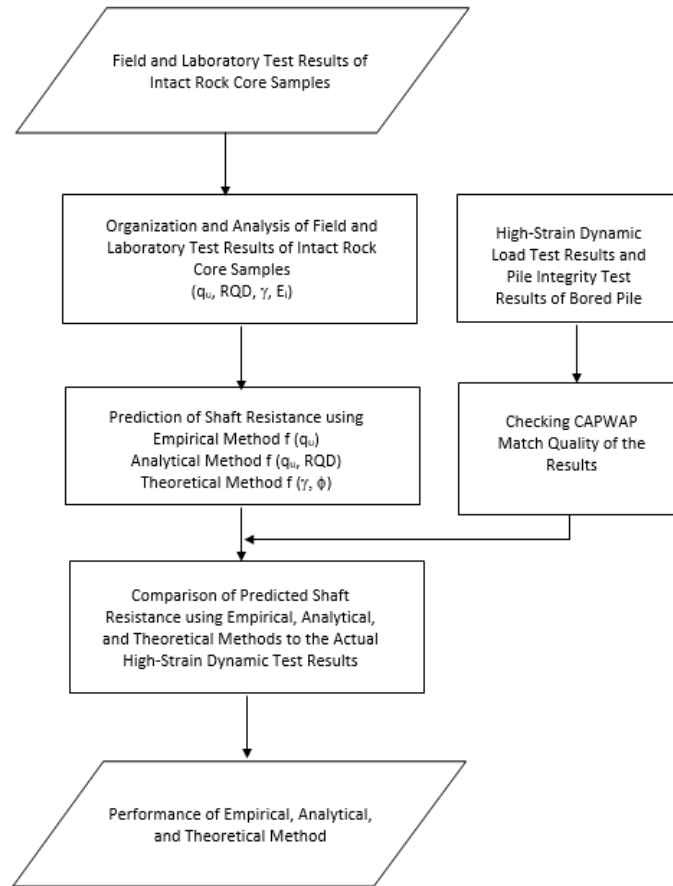 Field and Laboratory Test Results of
Intact Rock Core Samples
Organization and Analysis of Field and
Laboratory Test Results of Intact Rock
Core Samples
(qᵤ, RQD, γ, Eᵢ)
High-Strain Dynamic
Load Test Results and
Pile Integrity Test
Results of Bored Pile
Prediction of Shaft Resistance using
Empirical Method f (qᵤ)
Analytical Method f (qᵤ, RQD)
Theoretical Method f (γ, ϕ)
Checking CAPWAP
Match Quality of the
Results
Comparison of Predicted Shaft
Resistance using Empirical, Analytical,
and Theoretical Methods to the Actual
High-Strain Dynamic Test Results
Performance of Empirical, Analytical,
and Theoretical Method